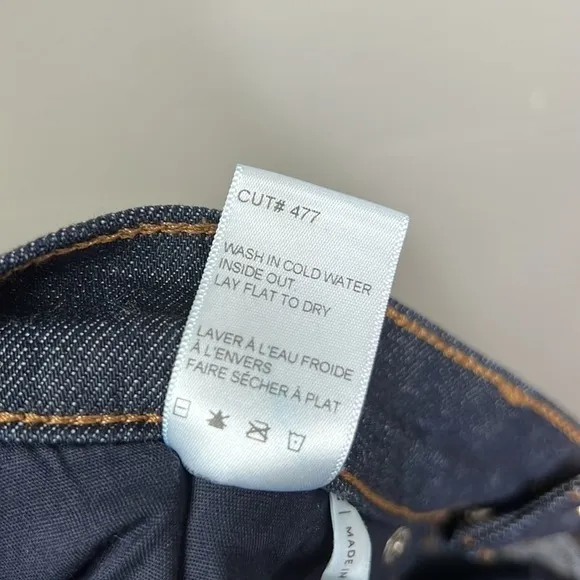 CUT# 477
WASH IN COLD WATER
INSIDE OUT.
LAY FLAT TO DRY
LAVER À L'EAU FROIDE
À L'ENVERS
FAIRE SÉCHER À PLAT
MADE IN